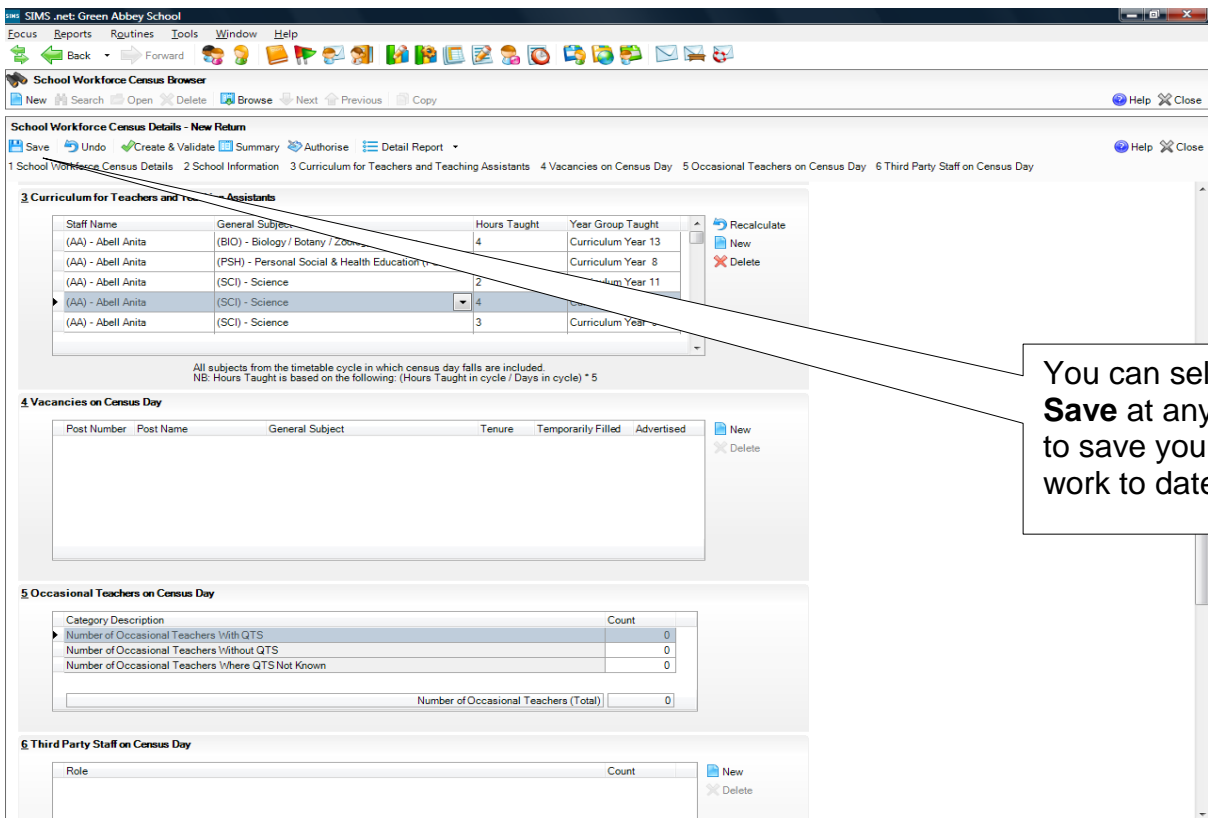 SIMS .net: Green Abbey School
Focus Reports Routines Tools Window Help
Back Forward
School Workforce Census Browser
New Search Open Delete Browse Next Previous Copy Help Close
School Workforce Census Details - New Return
Save Undo Create & Validate Summary Authorise Detail Report Help Close
1 School Workforce Census Details 2 School Information 3 Curriculum for Teachers and Teaching Assistants 4 Vacancies on Census Day 5 Occasional Teachers on Census Day 6 Third Party Staff on Census Day
3 Curriculum for Teachers and Teaching Assistants
Staff Name General Subject Hours Taught Year Group Taught Recalculate
(AA) - Abell Anita (BIO) - Biology / Botany / Zoology 4 Curriculum Year 13 New
(AA) - Abell Anita (PSH) - Personal Social & Health Education Curriculum Year 8 Delete
(AA) - Abell Anita (SCI) - Science 2 Curriculum Year 11
(AA) - Abell Anita (SCI) - Science 4
(AA) - Abell Anita (SCI) - Science 3 Curriculum Year
All subjects from the timetable cycle in which census day falls are included.
NB: Hours Taught is based on the following: (Hours Taught in cycle / Days in cycle) * 5
You can sel
Save at any
to save you
work to date
4 Vacancies on Census Day
Post Number Post Name General Subject Tenure Temporarily Filled Advertised New
Delete
5 Occasional Teachers on Census Day
Category Description Count
Number of Occasional Teachers With QTS 0
Number of Occasional Teachers Without QTS 0
Number of Occasional Teachers Where QTS Not Known 0
Number of Occasional Teachers (Total) 0
6 Third Party Staff on Census Day
Role Count New
Delete